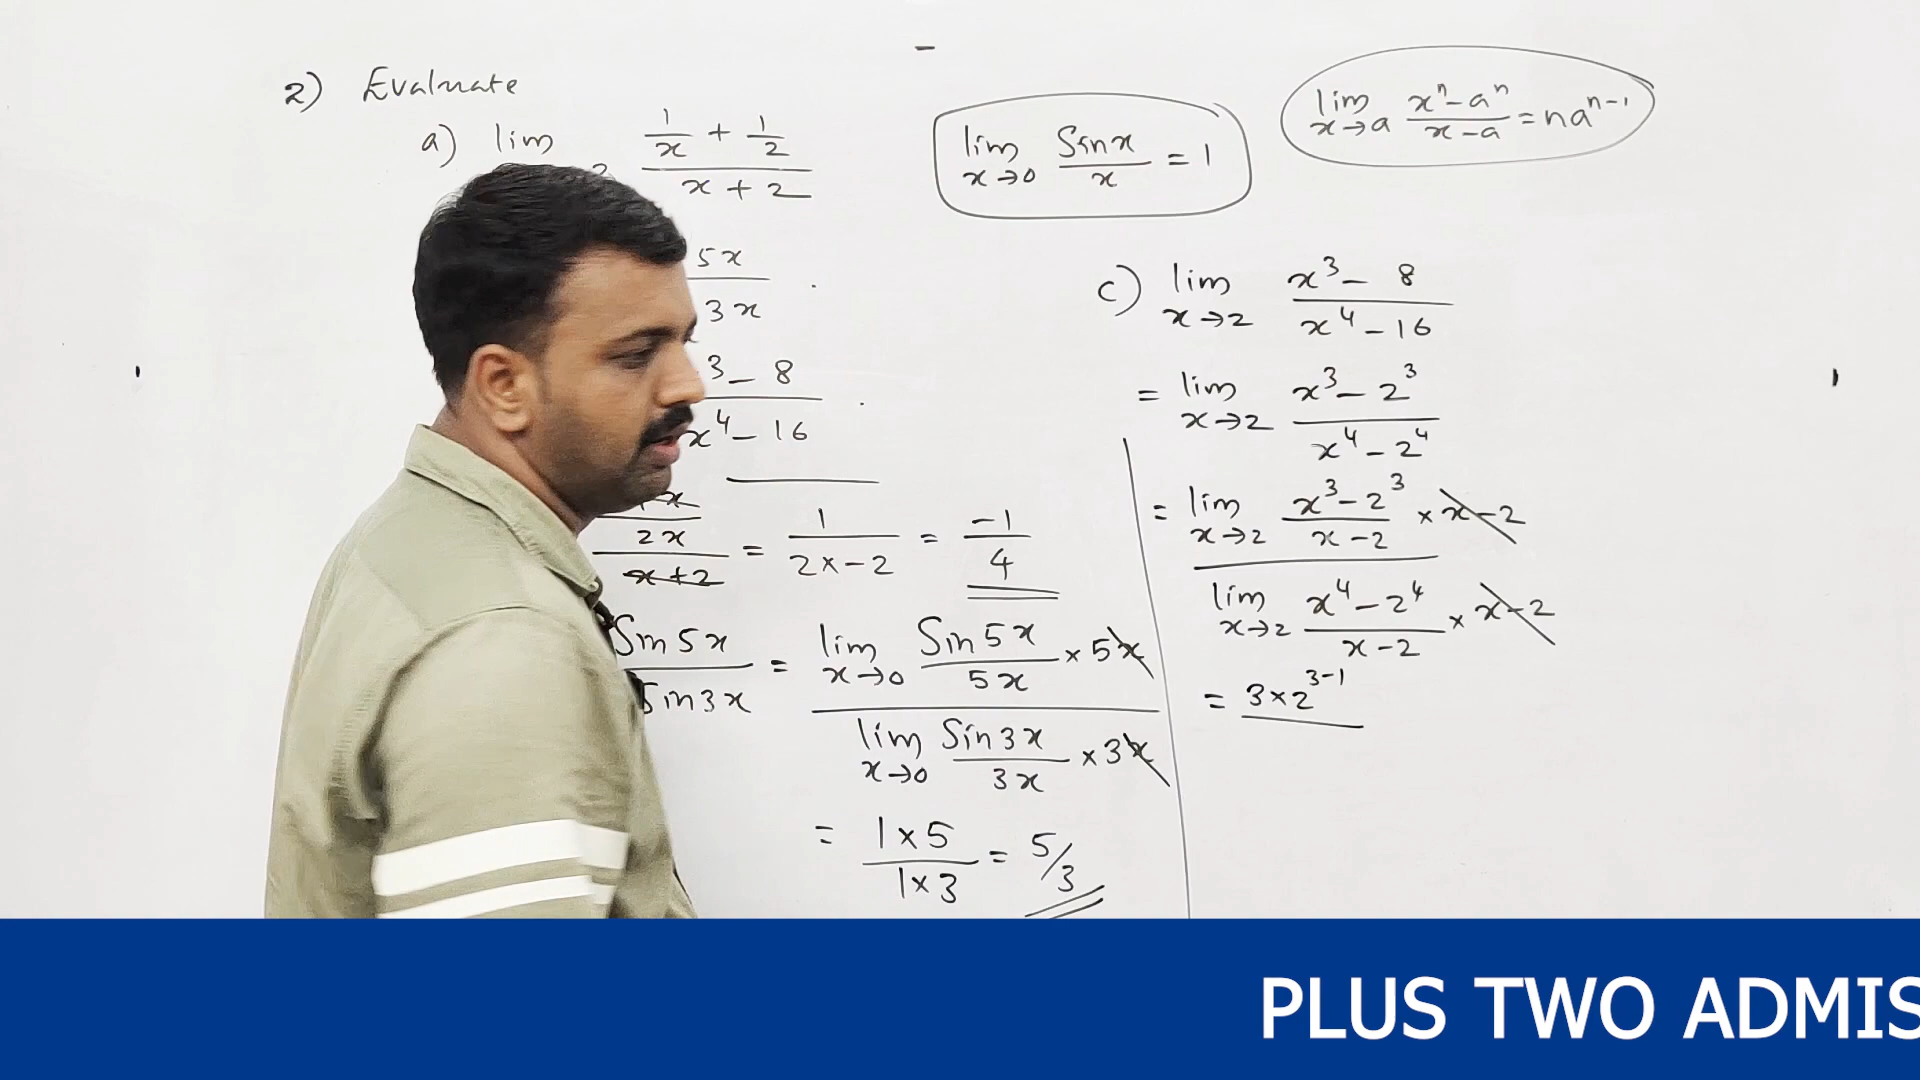 2) Evaluate
a) lim 1/x + 1/2 / x + 2
5x / 3x
3 - 8 / x⁴ - 16
2x / x+2 = 1 / 2x-2 = -1 / 4
Sin 5x / Sin 3x = lim x→0 Sin 5x / 5x × 5x
lim x→0 Sin 3x / 3x × 3x
= 1×5 / 1×3 = 5/3
lim x→0 Sin x / x = 1
lim x→a xⁿ - aⁿ / x - a = naⁿ⁻¹
c) lim x→2 x³ - 8 / x⁴ - 16
= lim x→2 x³ - 2³ / x⁴ - 2⁴
= lim x→2 x³ - 2³ / x - 2 × x - 2
lim x→2 x⁴ - 2⁴ / x - 2 × x - 2
= 3×2³⁻¹
PLUS TWO ADMIS